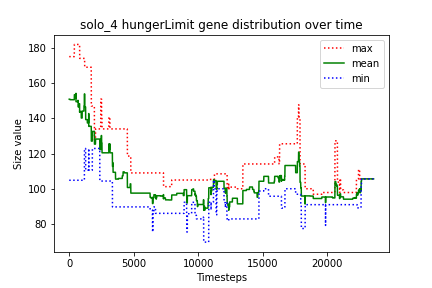 solo_4 hungerLimit gene distribution over time
max
mean
min
Size value
180
160
140
120
100
80
0
5000
10000
15000
20000
Timesteps